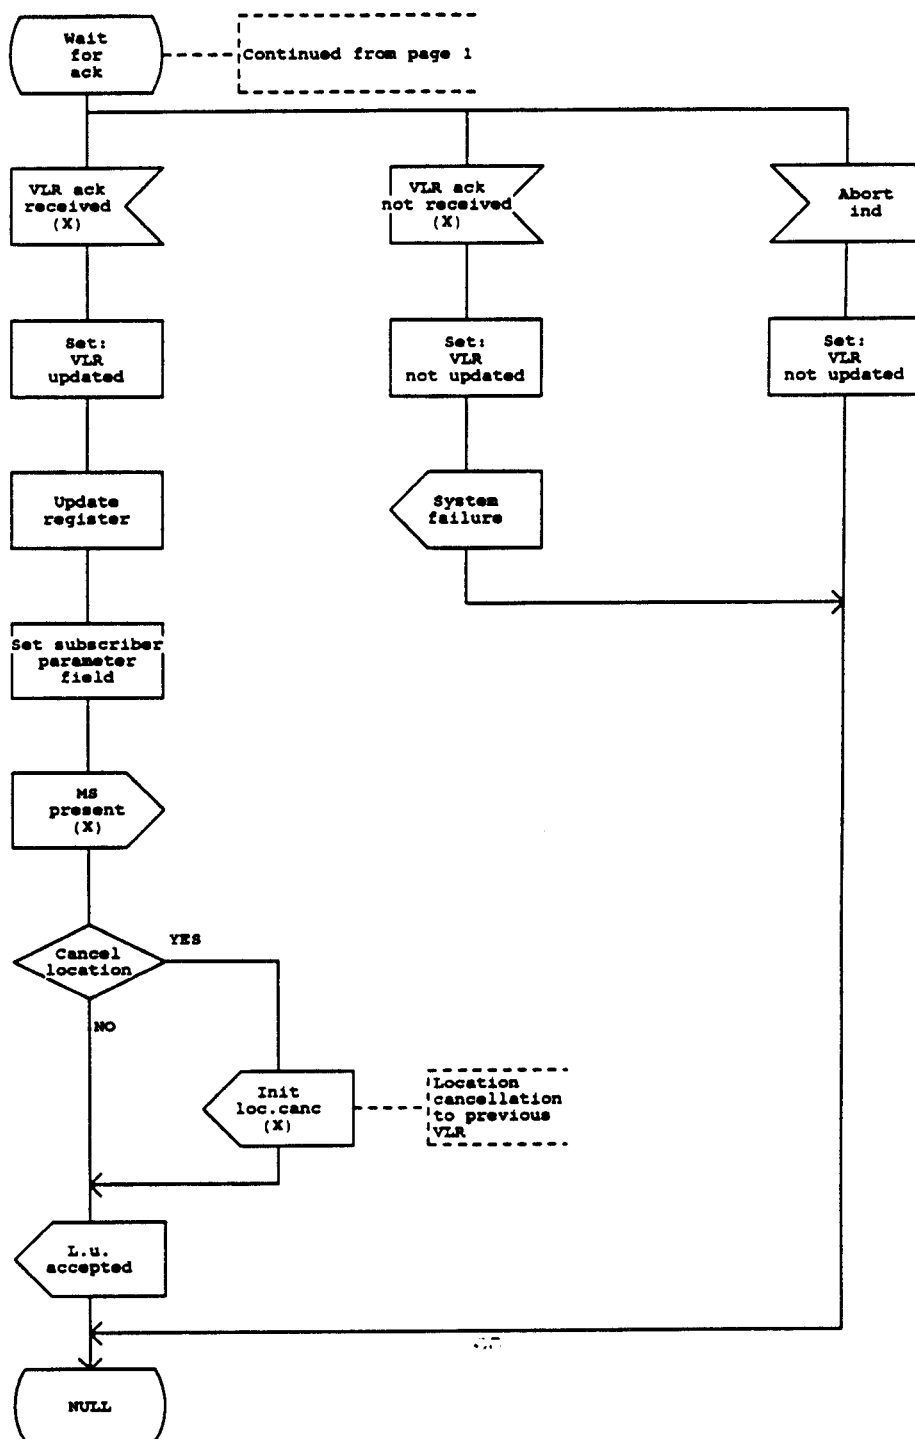 Wait
for
ack
Continued from page 1
VLR ack
received
(X)
VLR ack
not received
(X)
Abort
ind
Set:
VLR
updated
Set:
VLR
not updated
Set:
VLR
not updated
Update
register
System
failure
Set subscriber
parameter
field
MS
present
(X)
Cancel
location
YES
NO
Init
loc.canc
(X)
Location
cancellation
to previous
VLR
L.u.
accepted
NULL